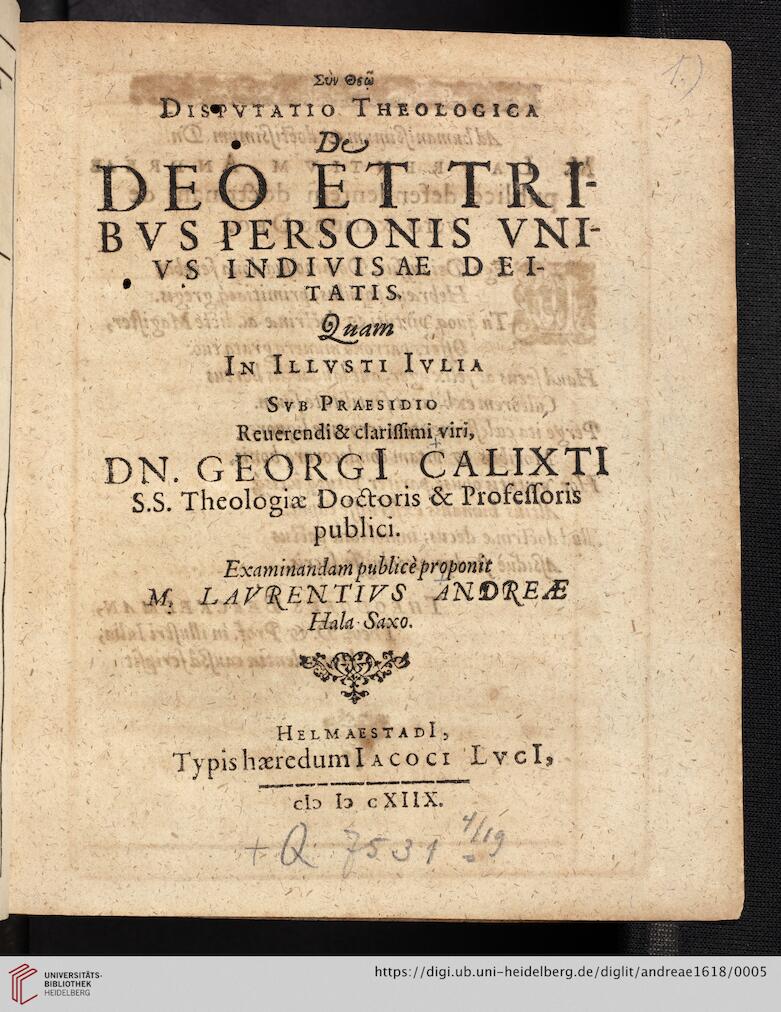 1.)
Σὺν Θεῷ
DISPVTATIO THEOLOGICA
De
DEO ET TRI-
BVS PERSONIS VNI-
VS INDIVISAE DEI-
TATIS.
Quam
IN ILLVSTI IVLIA
SVB PRAESIDIO
Reuerendi & clarissimi viri,
DN. GEORGI CALIXTI
S.S. Theologiæ Doctoris & Professoris
publici.
Examinandam publicè proponit
M. LAVRENTIVS ANDREÆ
Hala-Saxo.
HELMAESTADI,
Typis hæredum IACOCI LVCI,
cIↄ Iↄ cXIIX.
+ Q 7531 4/19
UNIVERSITÄTS-
BIBLIOTHEK
HEIDELBERG
https://digi.ub.uni-heidelberg.de/diglit/andreae1618/0005